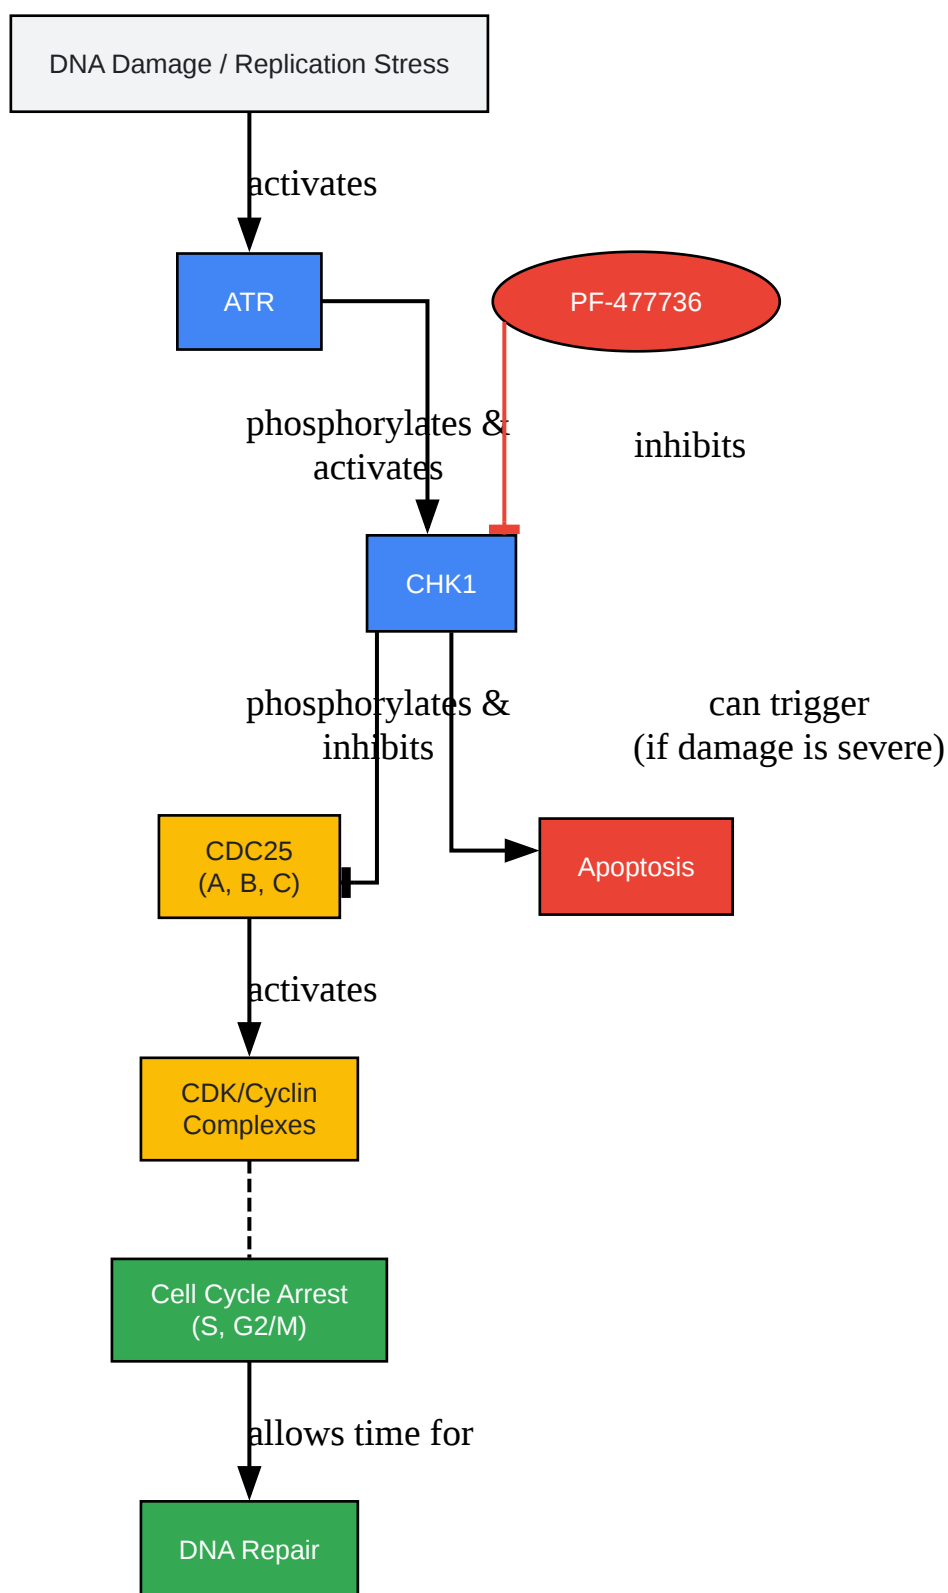 DNA Damage / Replication Stress
activates
ATR
PF-477736
phosphorylates &
activates
inhibits
CHK1
phosphorylates &
inhibits
can trigger
(if damage is severe)
CDC25
(A, B, C)
Apoptosis
activates
CDK/Cyclin
Complexes
Cell Cycle Arrest
(S, G2/M)
allows time for
DNA Repair